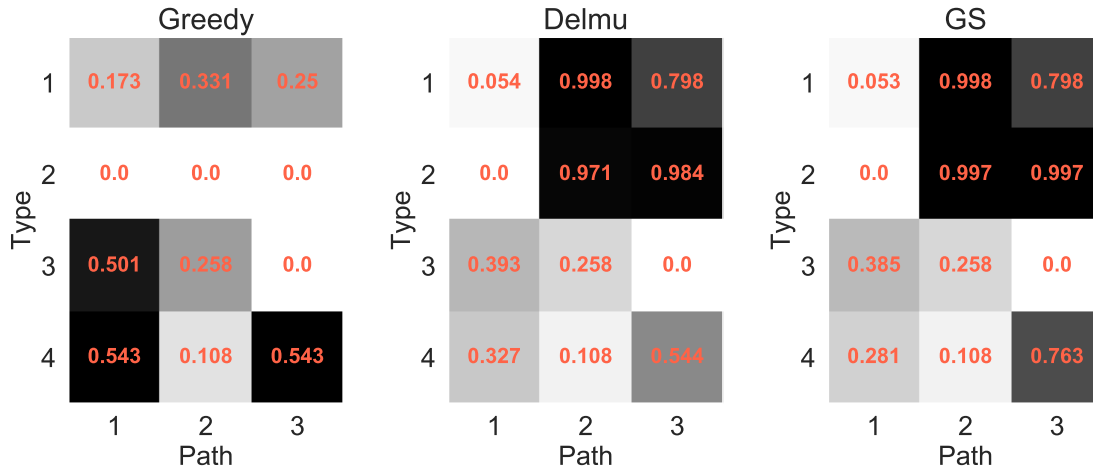 Greedy
Delmu
GS
1 0.173 0.331 0.25
2 0.0 0.0 0.0
3 0.501 0.258 0.0
4 0.543 0.108 0.543
Type
1 2 3
Path
1 0.054 0.998 0.798
2 0.0 0.971 0.984
3 0.393 0.258 0.0
4 0.327 0.108 0.544
Type
1 2 3
Path
1 0.053 0.998 0.798
2 0.0 0.997 0.997
3 0.385 0.258 0.0
4 0.281 0.108 0.763
Type
1 2 3
Path